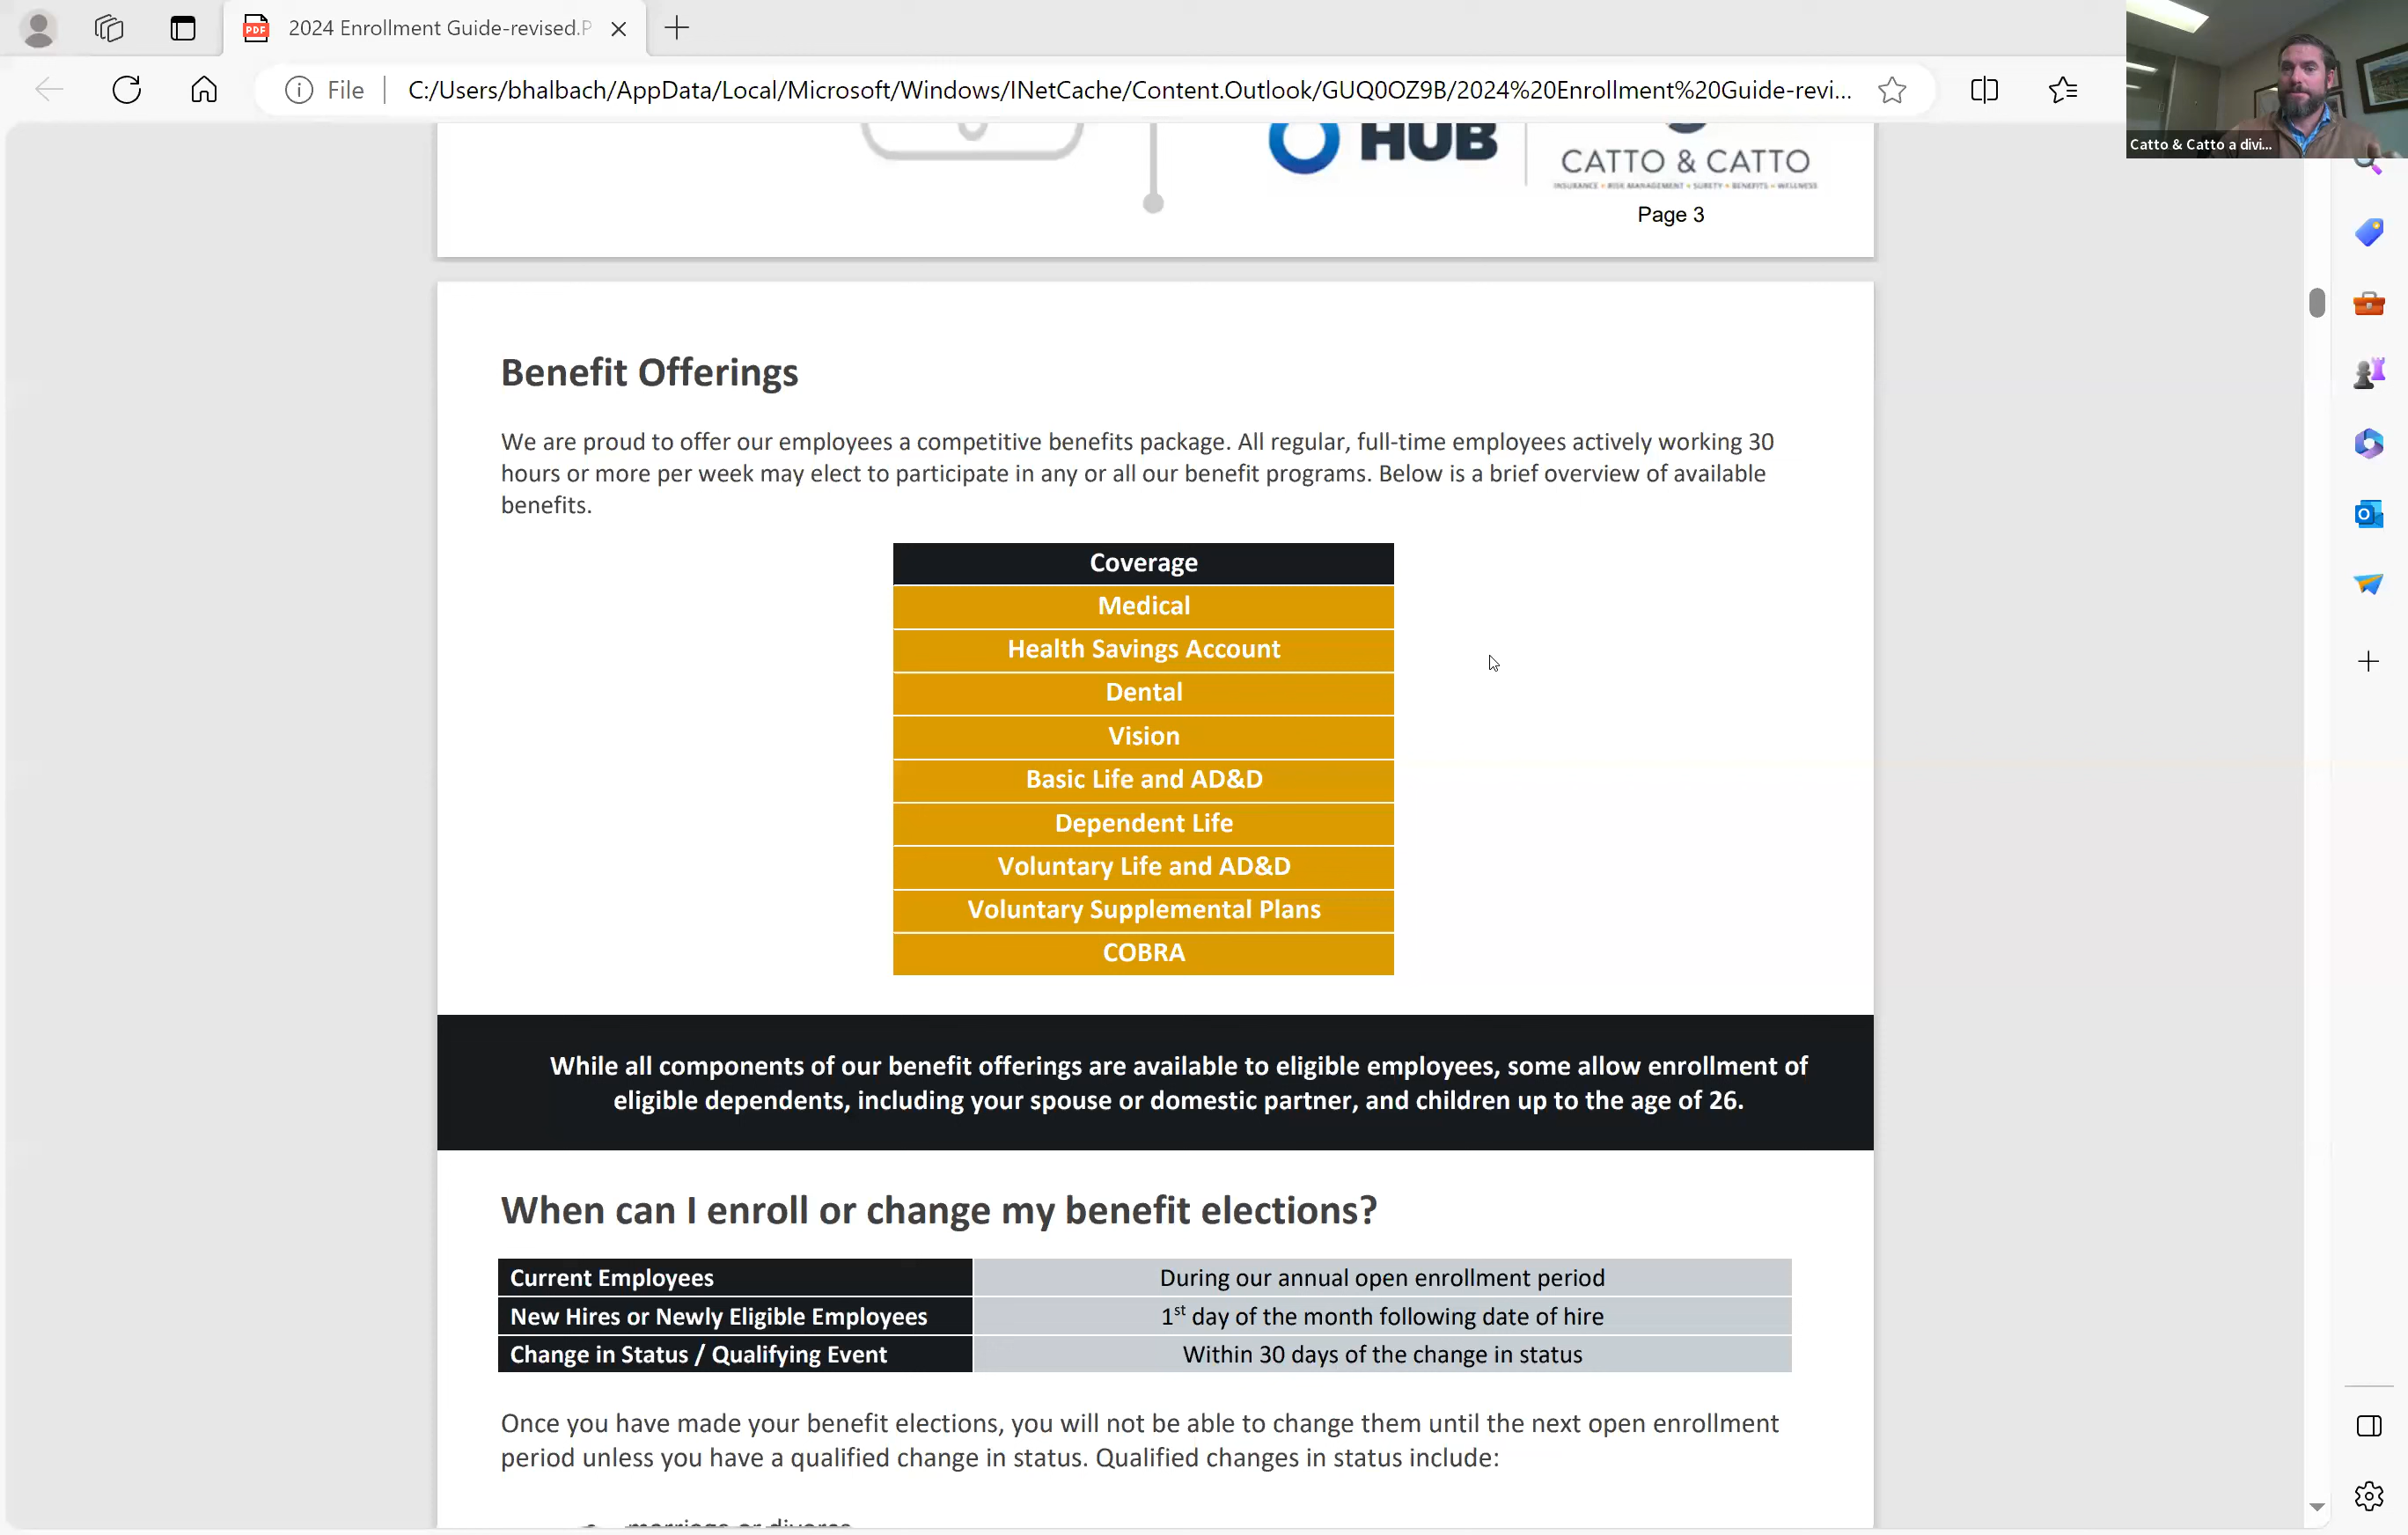 2024 Enrollment Guide-revised.P
File
C:/Users/bhalbach/AppData/Local/Microsoft/Windows/INetCache/Content.Outlook/GUQ0OZ9B/2024%20Enrollment%20Guide-revi...
Catto & Catto a divi...
HUB
CATTO & CATTO
INSURANCE • RISK MANAGEMENT • SURETY • BENEFITS • WELLNESS
Page 3
Benefit Offerings
We are proud to offer our employees a competitive benefits package. All regular, full-time employees actively working 30
hours or more per week may elect to participate in any or all our benefit programs. Below is a brief overview of available
benefits.
Coverage
Medical
Health Savings Account
Dental
Vision
Basic Life and AD&D
Dependent Life
Voluntary Life and AD&D
Voluntary Supplemental Plans
COBRA
While all components of our benefit offerings are available to eligible employees, some allow enrollment of
eligible dependents, including your spouse or domestic partner, and children up to the age of 26.
When can I enroll or change my benefit elections?
Current Employees During our annual open enrollment period
New Hires or Newly Eligible Employees 1st day of the month following date of hire
Change in Status / Qualifying Event Within 30 days of the change in status
Once you have made your benefit elections, you will not be able to change them until the next open enrollment
period unless you have a qualified change in status. Qualified changes in status include:
marriage or divorce